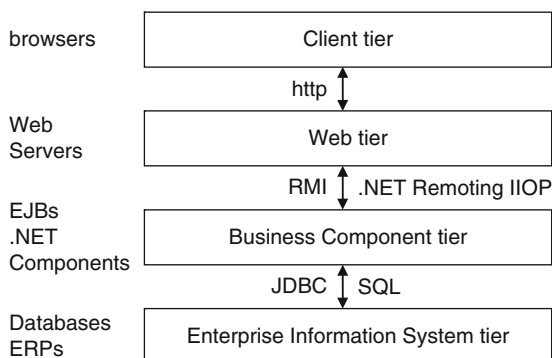 browsers
Client tier
http
Web
Servers
Web tier
RMI .NET Remoting IIOP
EJBs
.NET
Components
Business Component tier
JDBC SQL
Databases
ERPs
Enterprise Information System tier